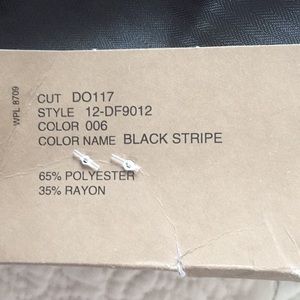 WPL 8709
CUT DO117
STYLE 12-DF9012
COLOR 006
COLOR NAME BLACK STRIPE
65% POLYESTER
35% RAYON